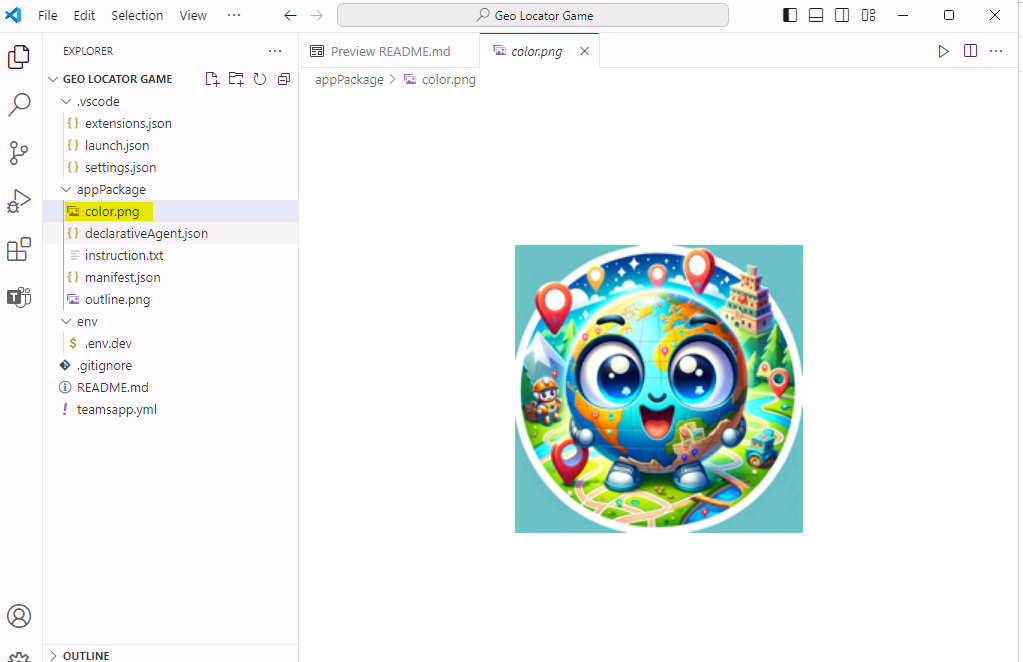 File Edit Selection View ··· Geo Locator Game
EXPLORER ···
GEO LOCATOR GAME
.vscode
{} extensions.json
{} launch.json
{} settings.json
appPackage
color.png
{} declarativeAgent.json
instruction.txt
{} manifest.json
outline.png
env
$ .env.dev
.gitignore
README.md
! teamsapp.yml
OUTLINE
Preview README.md color.png
appPackage > color.png